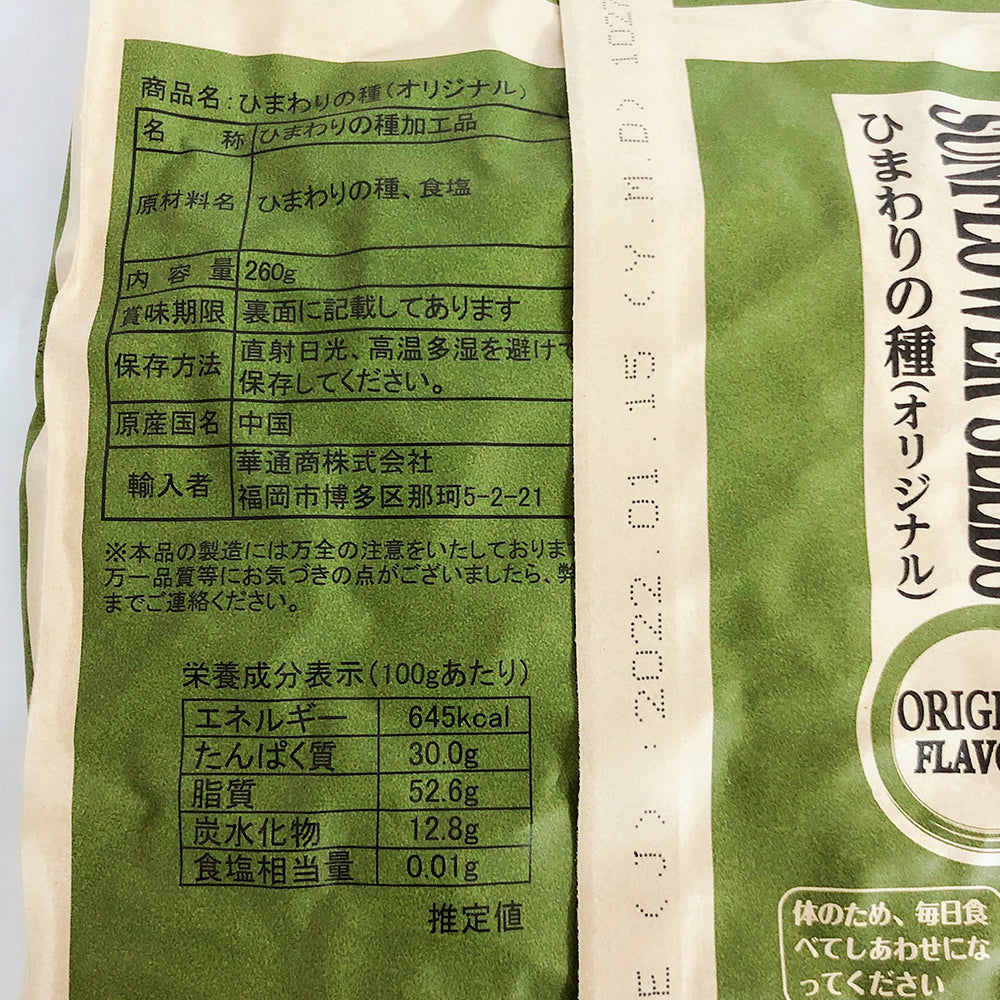 商品名:ひまわりの種(オリジナル)
名 称 ひまわりの種加工品
原材料名 ひまわりの種、食塩
内容量 260g
賞味期限 裏面に記載してあります
保存方法 直射日光、高温多湿を避けて
保存してください。
原産国名 中国
輸入者 華通商株式会社
福岡市博多区那珂5-2-21
※本品の製造には万全の注意をいたしておりま
万一品質等にお気づきの点がございましたら、弊
までご連絡ください。
栄養成分表示(100gあたり)
エネルギー 645kcal
たんぱく質 30.0g
脂質 52.6g
炭水化物 12.8g
食塩相当量 0.01g
推定値
E (J) : 2022.01.15 (Y.M.D) 1027
SUNFLOWER SEEDS
ひまわりの種(オリジナル)
ORIGI
FLAVO
体のため、毎日食
べてしあわせにな
ってください